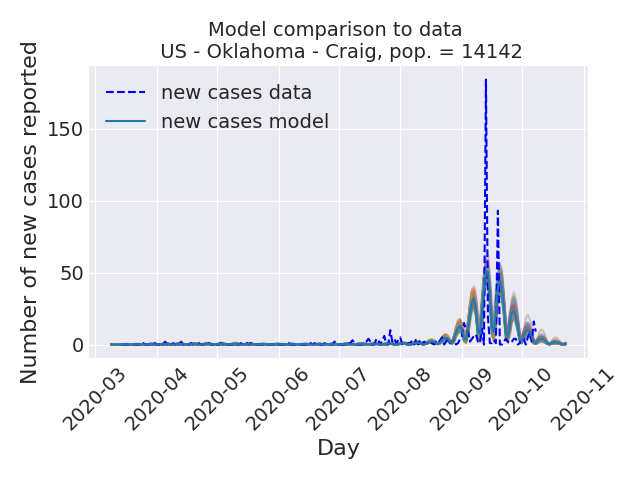 Model comparison to data
US - Oklahoma - Craig, pop. = 14142
new cases data
new cases model
Number of new cases reported
150
100
50
0
2020-03
2020-04
2020-05
2020-06
2020-07
2020-08
2020-09
2020-10
2020-11
Day